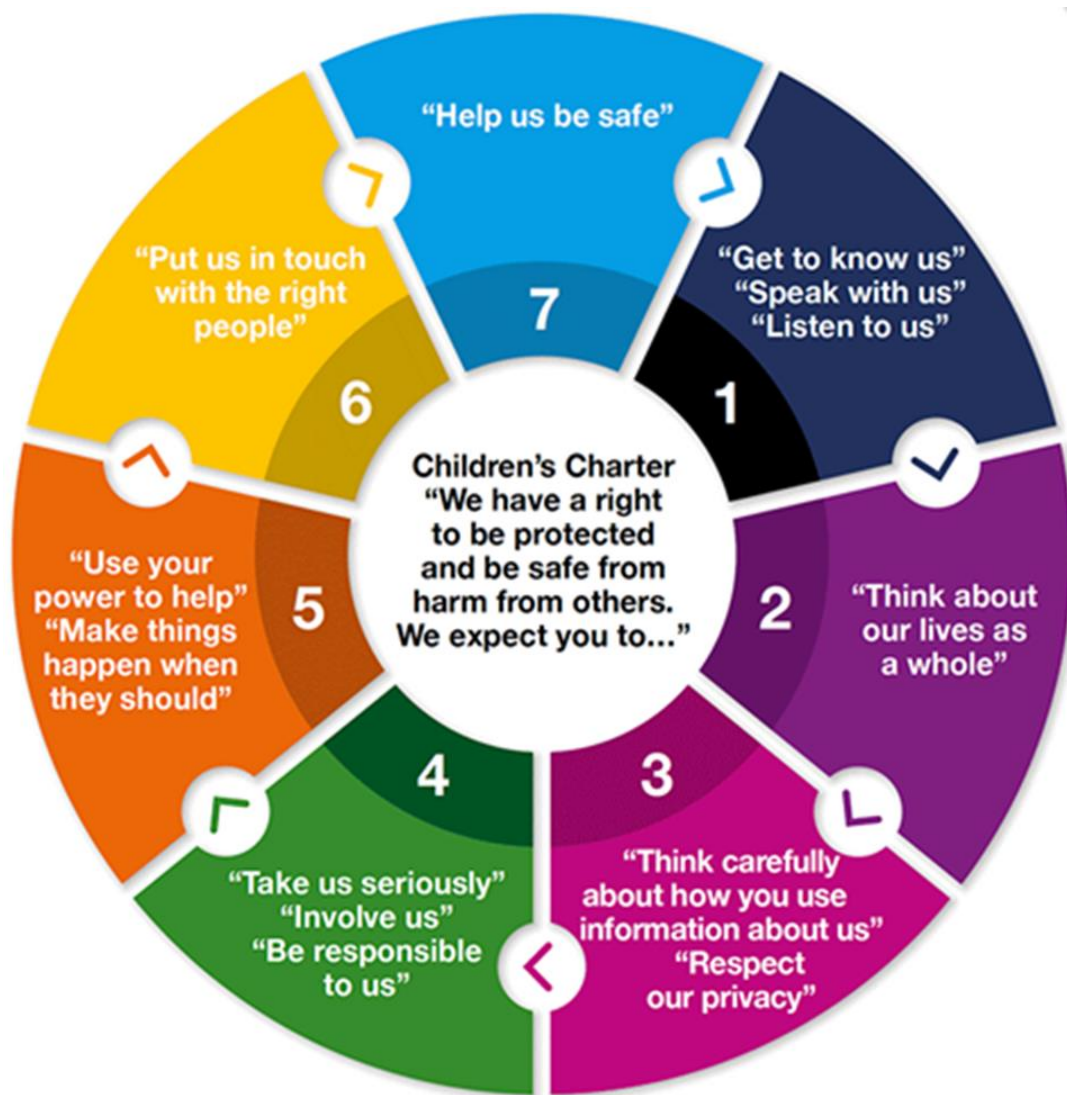 Children’s Charter
“We have a right
to be protected
and be safe from
harm from others.
We expect you to...”
1
“Get to know us”
“Speak with us”
“Listen to us”
2
“Think about
our lives as
a whole”
3
“Think carefully
about how you use
information about us”
“Respect
our privacy”
4
“Take us seriously”
“Involve us”
“Be responsible
to us”
5
“Use your
power to help”
“Make things
happen when
they should”
6
“Put us in touch
with the right
people”
7
“Help us be safe”